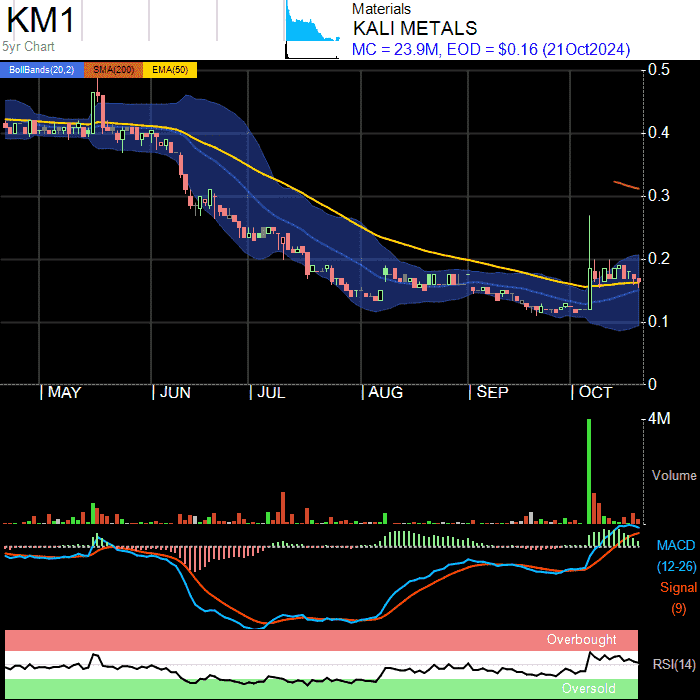 KM1
5yr Chart
Materials
KALI METALS
MC = 23.9M, EOD = $0.16 (21Oct2024)
BollBands(20,2) SMA(200) EMA(50)
0.5
0.4
0.3
0.2
0.1
0
MAY JUN JUL AUG SEP OCT
4M
Volume
MACD
(12-26)
Signal
(9)
Overbought
RSI(14)
Oversold